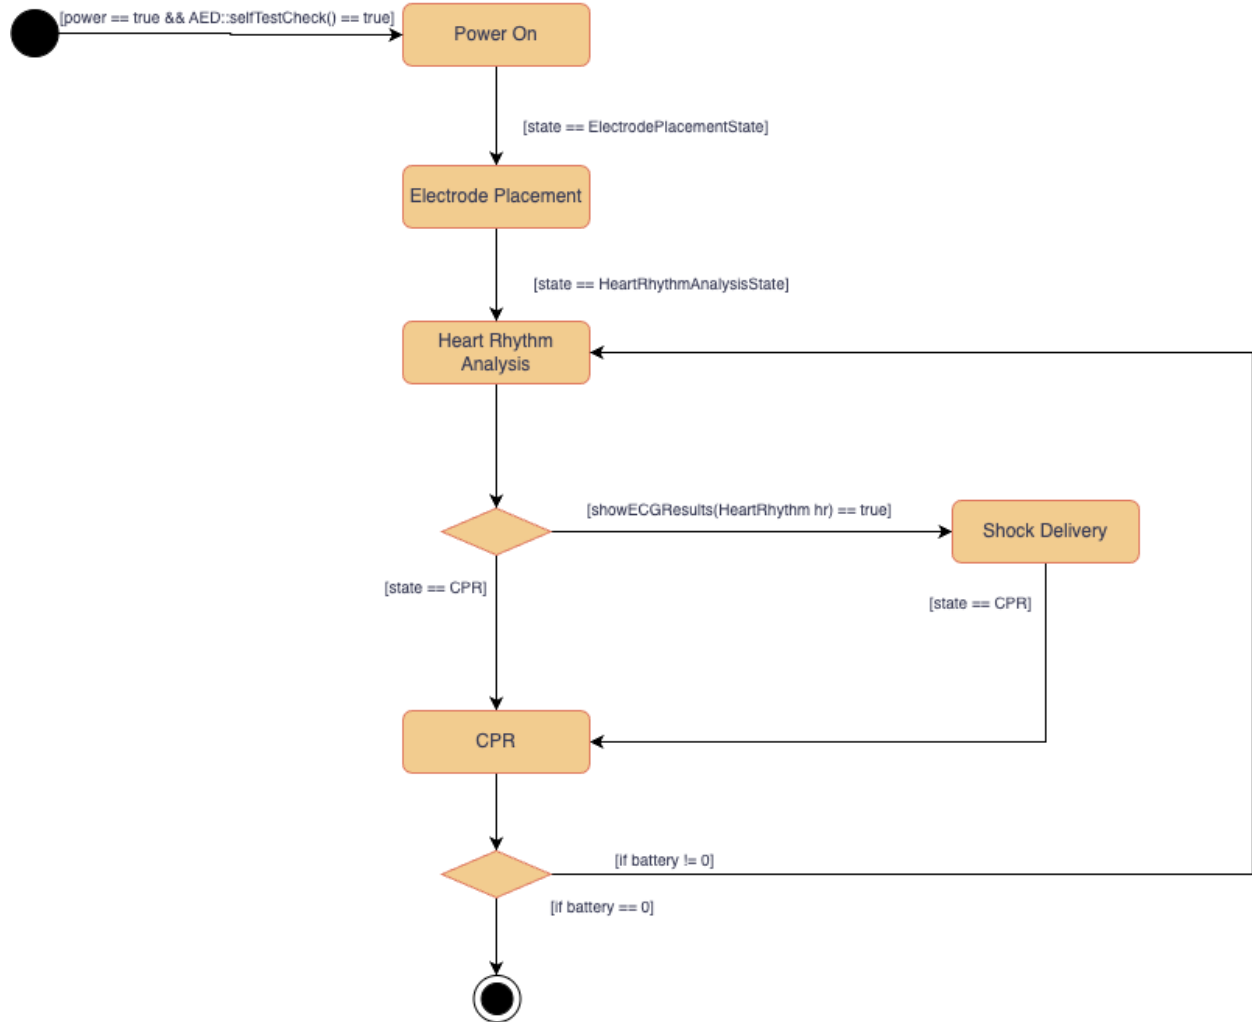 [power == true && AED::selfTestCheck() == true]
Power On
[state == ElectrodePlacementState]
Electrode Placement
[state == HeartRhythmAnalysisState]
Heart Rhythm
Analysis
[showECGResults(HeartRhythm hr) == true]
Shock Delivery
[state == CPR]
[state == CPR]
CPR
[if battery != 0]
[if battery == 0]